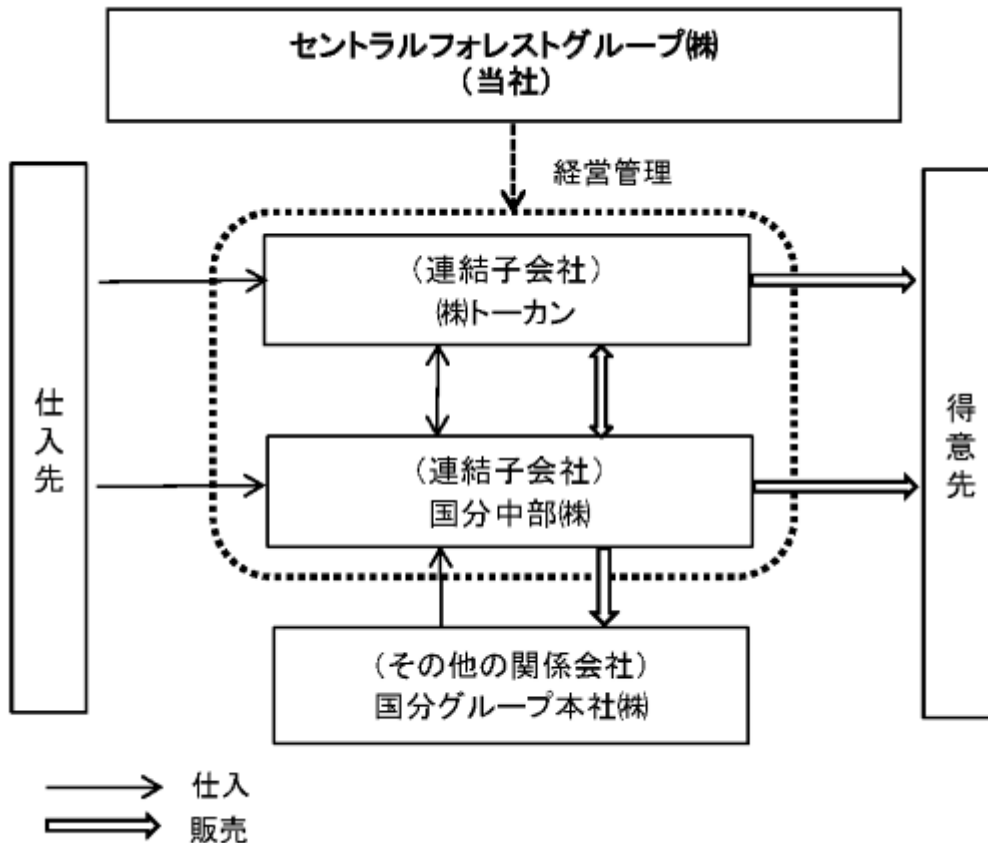 セントラルフォレストグループ㈱
(当社)
経営管理
仕入先
(連結子会社)
㈱トーカン
(連結子会社)
国分中部㈱
得意先
(その他の関係会社)
国分グループ本社㈱
仕入
販売